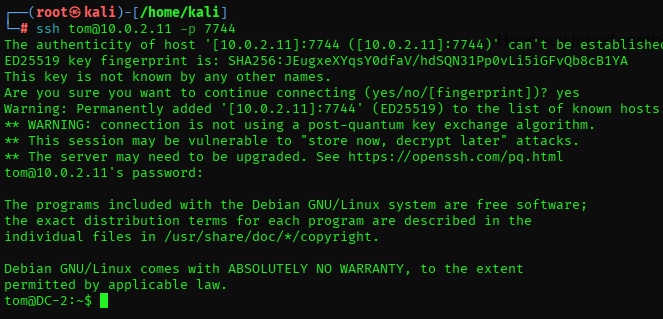 ┌──(root㉿kali)-[/home/kali]
└─# ssh tom@10.0.2.11 -p 7744
The authenticity of host '[10.0.2.11]:7744 ([10.0.2.11]:7744)' can't be established
ED25519 key fingerprint is: SHA256:JEugxeXYqsY0dfaV/hdSQN31Pp0vLi5iGFvQb8cB1YA
This key is not known by any other names.
Are you sure you want to continue connecting (yes/no/[fingerprint])? yes
Warning: Permanently added '[10.0.2.11]:7744' (ED25519) to the list of known hosts
** WARNING: connection is not using a post-quantum key exchange algorithm.
** This session may be vulnerable to "store now, decrypt later" attacks.
** The server may need to be upgraded. See https://openssh.com/pq.html
tom@10.0.2.11's password:
The programs included with the Debian GNU/Linux system are free software;
the exact distribution terms for each program are described in the
individual files in /usr/share/doc/*/copyright.
Debian GNU/Linux comes with ABSOLUTELY NO WARRANTY, to the extent
permitted by applicable law.
tom@DC-2:~$